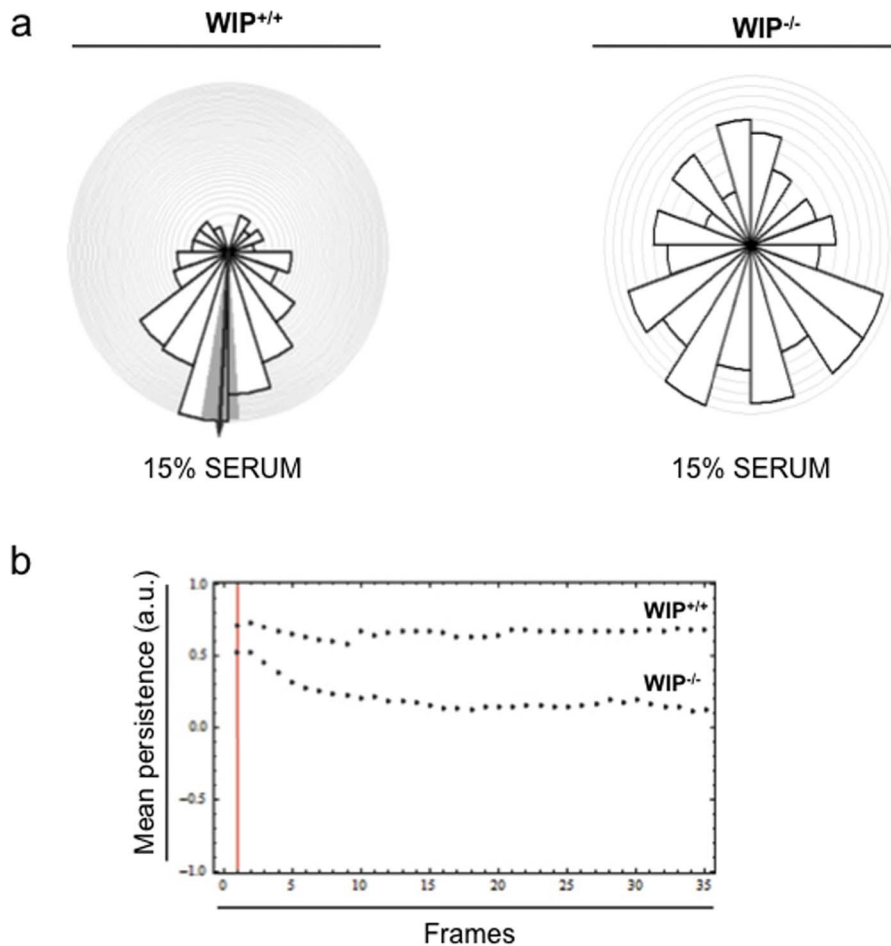 a
WIP+/+
WIP-/-
15% SERUM
15% SERUM
b
Mean persistence (a.u.)
1.0
0.5
0.0
−0.5
−1.0
WIP+/+
WIP-/-
0 5 10 15 20 25 30 35
Frames